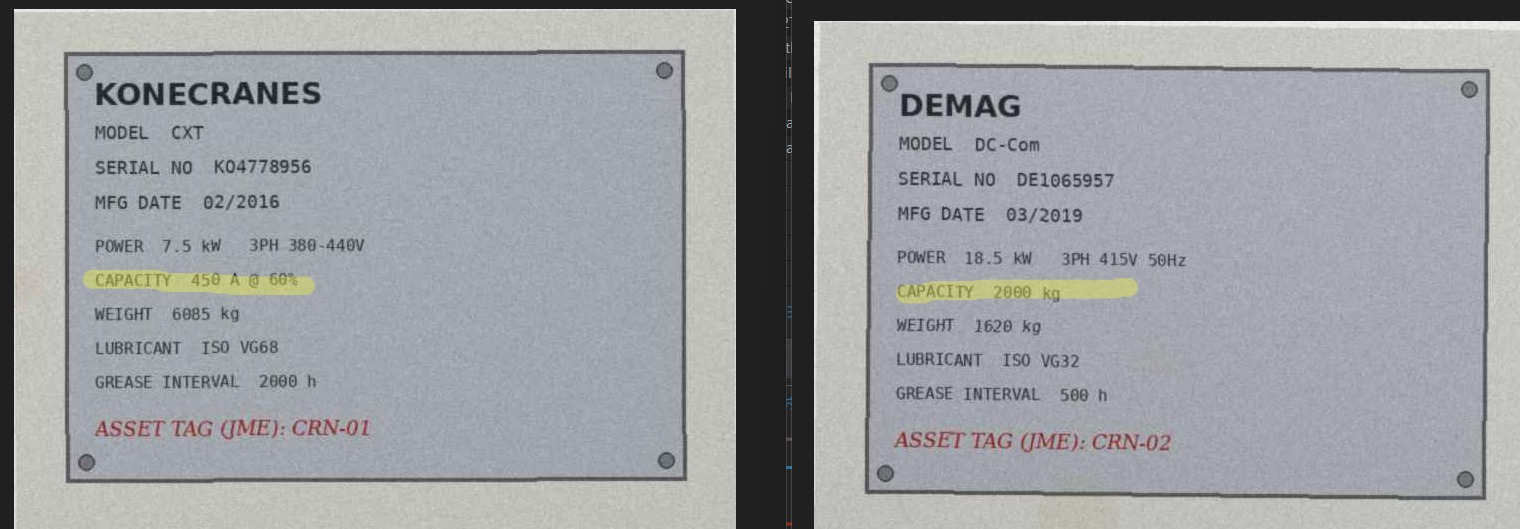 KONECRANES
MODEL CXT
SERIAL NO KO4778956
MFG DATE 02/2016
POWER 7.5 kW 3PH 380-440V
CAPACITY 450 A @ 60%
WEIGHT 6085 kg
LUBRICANT ISO VG68
GREASE INTERVAL 2000 h
ASSET TAG (JME): CRN-01
DEMAG
MODEL DC-Com
SERIAL NO DE1065957
MFG DATE 03/2019
POWER 18.5 kW 3PH 415V 50Hz
CAPACITY 2000 kg
WEIGHT 1620 kg
LUBRICANT ISO VG32
GREASE INTERVAL 500 h
ASSET TAG (JME): CRN-02